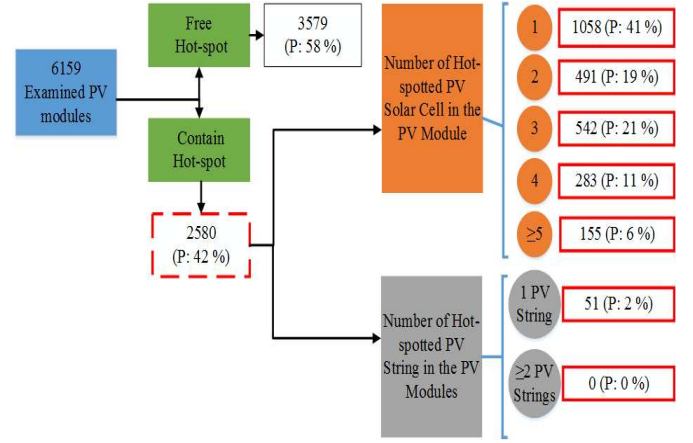 6159
Examined PV
modules
Free
Hot-spot
3579
(P: 58 %)
Contain
Hot-spot
2580
(P: 42 %)
Number of Hot-
spotted PV
Solar Cell in the
PV Module
1
1058 (P: 41 %)
2
491 (P: 19 %)
3
542 (P: 21 %)
4
283 (P: 11 %)
≥5
155 (P: 6 %)
Number of Hot-
spotted PV
String in the PV
Modules
1 PV
String
51 (P: 2 %)
≥2 PV
Strings
0 (P: 0 %)